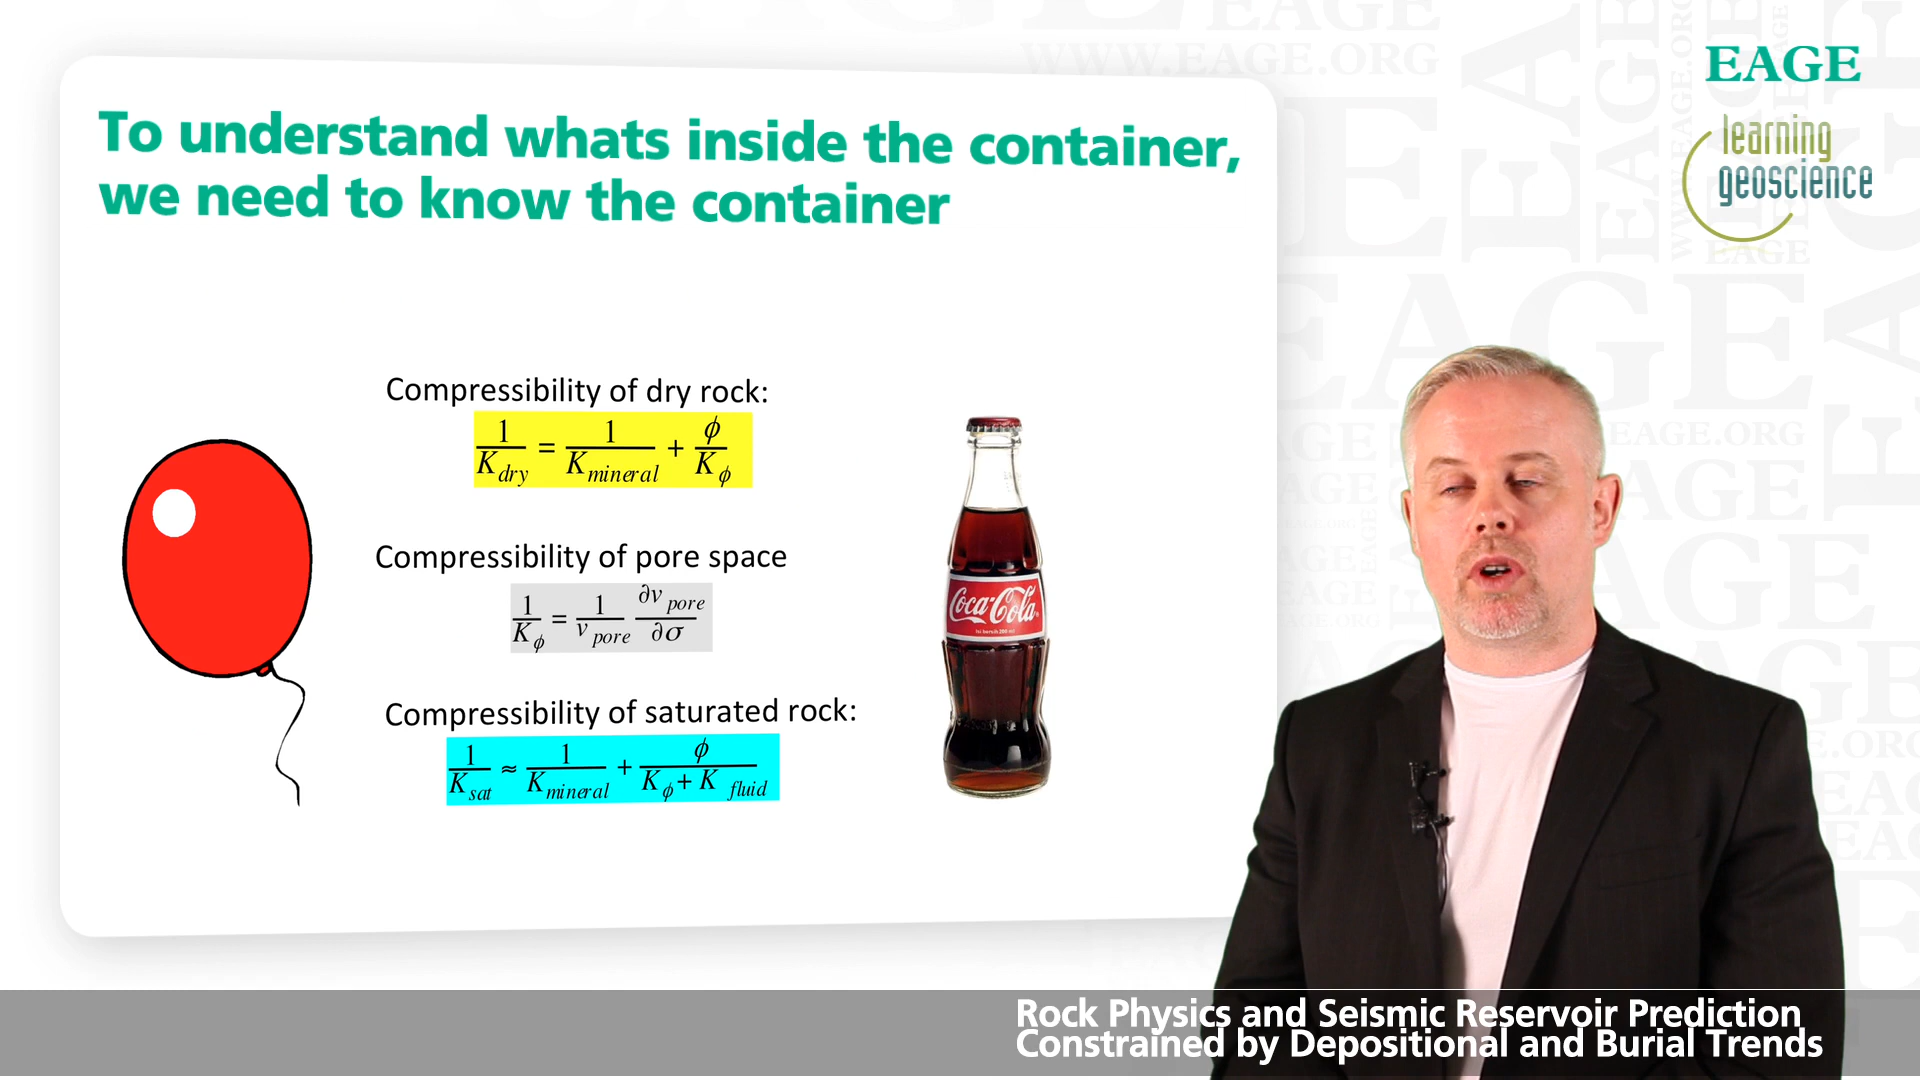 To understand whats inside the container,
we need to know the container
Compressibility of dry rock:
1/K_dry = 1/K_mineral + ϕ/K_ϕ
Compressibility of pore space
1/K_ϕ = 1/v_pore ∂v_pore/∂σ
Compressibility of saturated rock:
1/K_sat ≈ 1/K_mineral + ϕ/(K_ϕ + K_fluid)
Coca-Cola
EAGE
learning
geoscience
WWW.EAGE.ORG
Rock Physics and Seismic Reservoir Prediction
Constrained by Depositional and Burial Trends